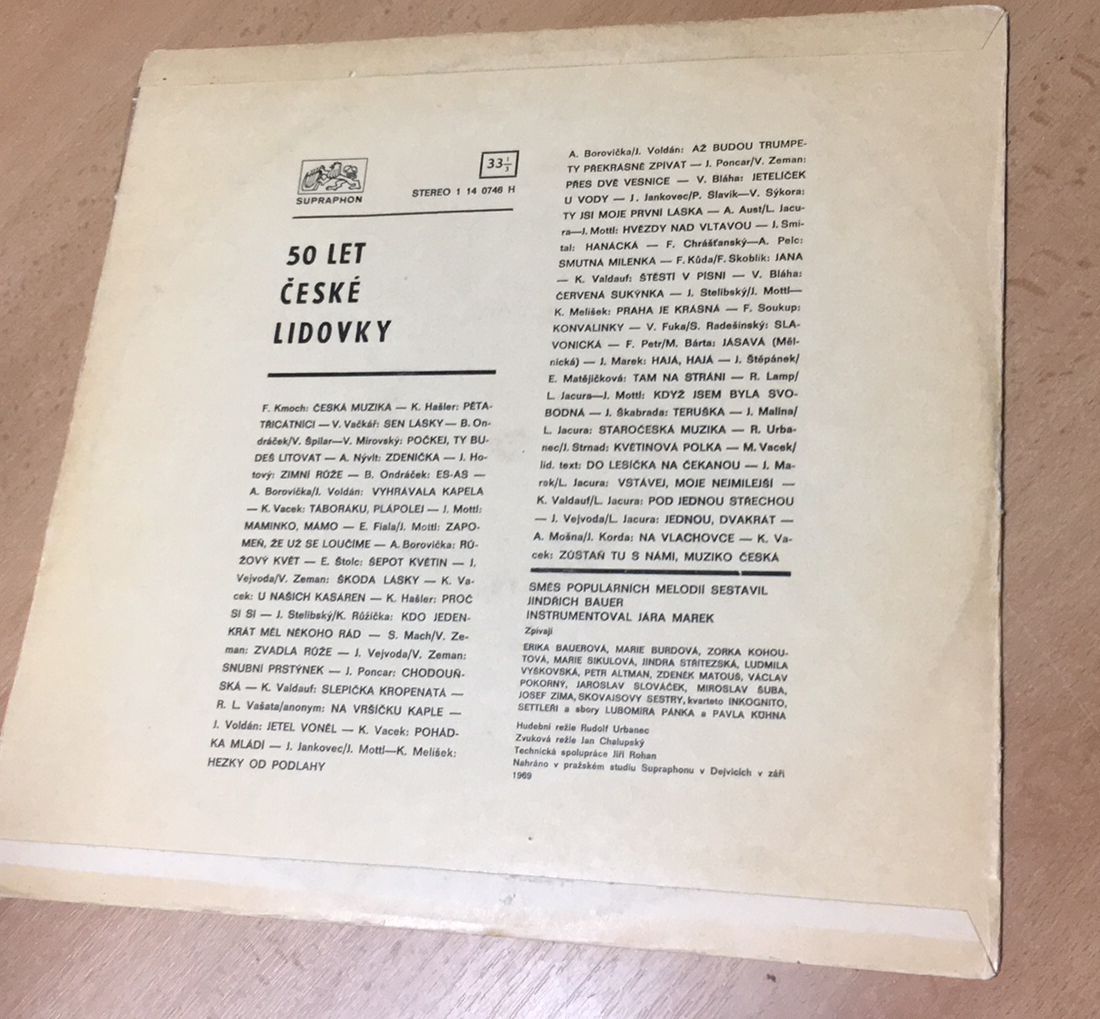 SUPRAPHON
33⅓
STEREO 1 14 0746 H
50 LET
ČESKÉ
LIDOVKY
F. Kmoch: ČESKÁ MUZIKA — K. Hašler: PĚTA-
TŘICÁTNÍCI — V. Vačkář: SEN LÁSKY — B. On-
dráček/V. Špilar—V. Mírovský: POČKEJ, TY BU-
DEŠ LITOVAT — A. Nývlt: ZDENIČKA — J. Ho-
tový: ZIMNÍ RŮŽE — B. Ondráček: ES-AS —
A. Borovička/J. Voldán: VYHRÁVALA KAPELA
— K. Vacek: TÁBORÁKU, PLÁPOLEJ — J. Mottl:
MAMINKO, MÁMO — E. Fiala/J. Mottl: ZAPO-
MEŇ, ŽE UŽ SE LOUČÍME — A. Borovička: RŮ-
ŽOVÝ KVĚT — E. Štolc: ŠEPOT KVĚTIN — J.
Vejvoda/V. Zeman: ŠKODA LÁSKY — K. Va-
cek: U NAŠICH KASÁREN — K. Hašler: PROČ
SI SI — J. Stelibský/K. Růžička: KDO JEDEN-
KRÁT MĚL NĚKOHO RÁD — S. Mach/V. Ze-
man: ZVADLA RŮŽE — J. Vejvoda/V. Zeman:
SNUBNÍ PRSTÝNEK — J. Poncar: CHODOUŇ-
SKÁ — K. Valdauf: SLEPIČKA KROPENATÁ —
R. L. Vašata/anonym: NA VRŠÍČKU KAPLE —
J. Voldán: JETEL VONĚL — K. Vacek: POHÁD-
KA MLÁDÍ — J. Jankovec/J. Mottl—K. Melíšek:
HEZKY OD PODLAHY
A. Borovička/J. Voldán: AŽ BUDOU TRUMPE-
TY PŘEKRÁSNĚ ZPÍVAT — J. Poncar/V. Zeman:
PŘES DVĚ VESNICE — V. Bláha: JETELÍČEK
U VODY — J. Jankovec/P. Slavík—V. Sýkora:
TY JSI MOJE PRVNÍ LÁSKA — A. Aust/L. Jacu-
ra—J. Mottl: HVĚZDY NAD VLTAVOU — J. Smi-
tal: HANÁCKÁ — F. Chrášťanský—A. Pelc:
SMUTNÁ MILENKA — F. Kůda/F. Skoblík: JANA
— K. Valdauf: ŠTĚSTÍ V PÍSNI — V. Bláha:
ČERVENÁ SUKÝNKA — J. Stelibský/J. Mottl—
K. Melíšek: PRAHA JE KRÁSNÁ — F. Soukup:
KONVALINKY — V. Fuka/S. Radešínský: SLA-
VONICKÁ — F. Petr/M. Bárta: JÁSAVÁ (Měl-
nická) — J. Marek: HAJÁ, HAJÁ — J. Štěpánek/
E. Matějíčková: TAM NA STRÁNI — R. Lamp/
L. Jacura—J. Mottl: KDYŽ JSEM BYLA SVO-
BODNÁ — J. Škabrada: TERUŠKA — J. Malina/
L. Jacura: STAROČESKÁ MUZIKA — R. Urba-
nec/J. Strnad: KVĚTINOVÁ POLKA — M. Vacek/
lid. text: DO LESÍČKA NA ČEKANOU — J. Ma-
rok/L. Jacura: VSTÁVEJ, MOJE NEJMILEJŠÍ —
K. Valdauf/L. Jacura: POD JEDNOU STŘECHOU
— J. Vejvoda/L. Jacura: JEDNOU, DVAKRÁT —
A. Mošna/J. Korda: NA VLACHOVCE — K. Va-
cek: ZŮSTAŇ TU S NÁMI, MUZIKO ČESKÁ
SMĚS POPULÁRNÍCH MELODIÍ SESTAVIL
JINDŘICH BAUER
INSTRUMENTOVAL JÁRA MAREK
Zpívají
ERIKA BAUEROVÁ, MARIE BURDOVÁ, ZORKA KOHOU-
TOVÁ, MARIE SIKULOVÁ, JINDRA STŘÍTEZSKÁ, LUDMILA
VYŠKOVSKÁ, PETR ALTMAN, ZDENĚK MATOUŠ, VÁCLAV
POKORNÝ, JAROSLAV SLOVÁČEK, MIROSLAV ŠUBA,
JOSEF ZÍMA, SKOVAJSOVY SESTRY, kvarteto INKOGNITO,
SETTLEŘI a sbory LUBOMÍRA PÁNKA a PAVLA KÜHNA
Hudební režie Rudolf Urbanec
Zvuková režie Jan Chalupský
Technická spolupráce Jiří Rohan
Nahráno v pražském studiu Supraphonu v Dejvicích v září
1969